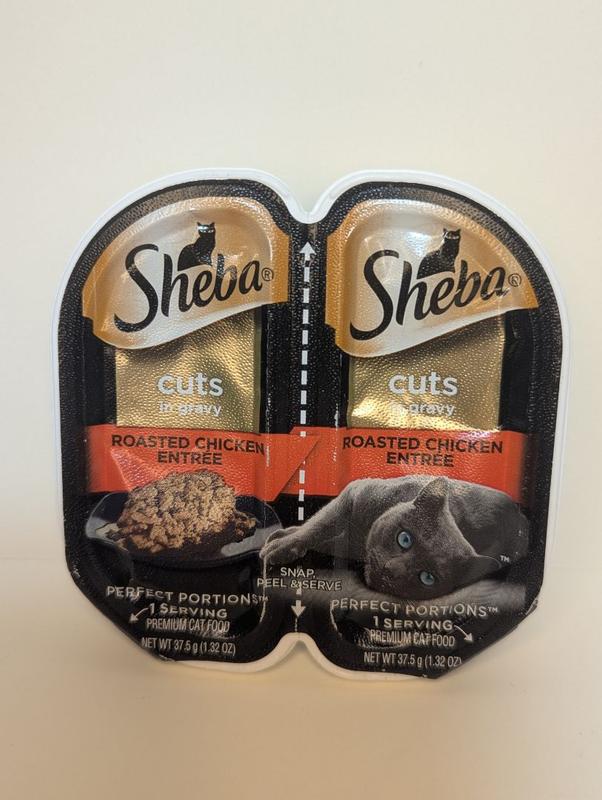 Sheba®
cuts
in gravy
ROASTED CHICKEN
ENTRÉE
PERFECT PORTIONS™
1 SERVING
PREMIUM CAT FOOD
NET WT 37.5 g (1.32 OZ)
SNAP,
PEEL & SERVE
Sheba®
cuts
in gravy
ROASTED CHICKEN
ENTRÉE
TM
PERFECT PORTIONS™
1 SERVING
PREMIUM CAT FOOD
NET WT 37.5 g (1.32 OZ)